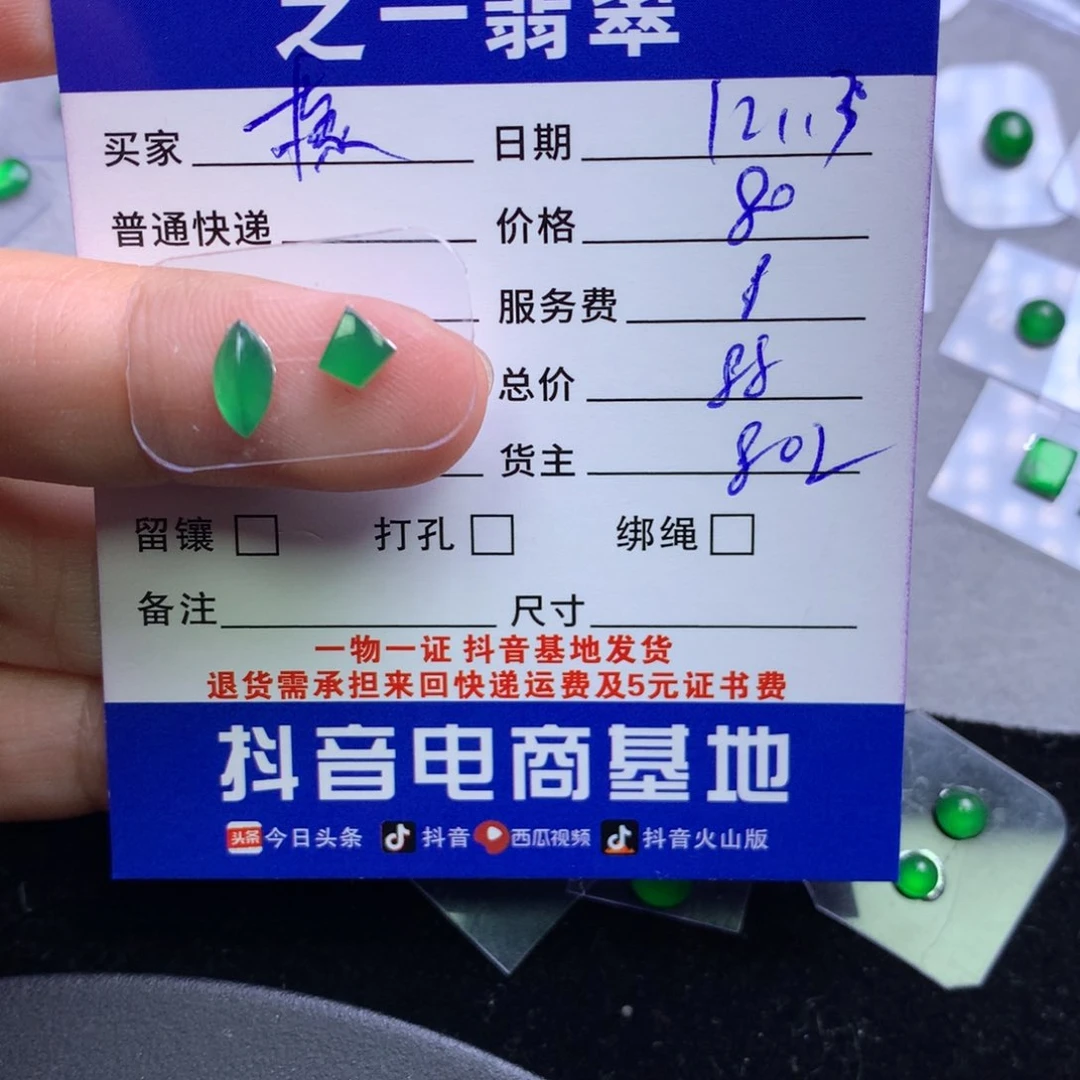 之一翡翠
买家 日期
普通快递 价格 80
服务费 8
总价 88
货主 802
留镶 打孔 绑绳
备注 尺寸
一物一证 抖音基地发货
退货需承担来回快递运费及5元证书费
抖音电商基地
头条 今日头条 抖音 西瓜视频 抖音火山版